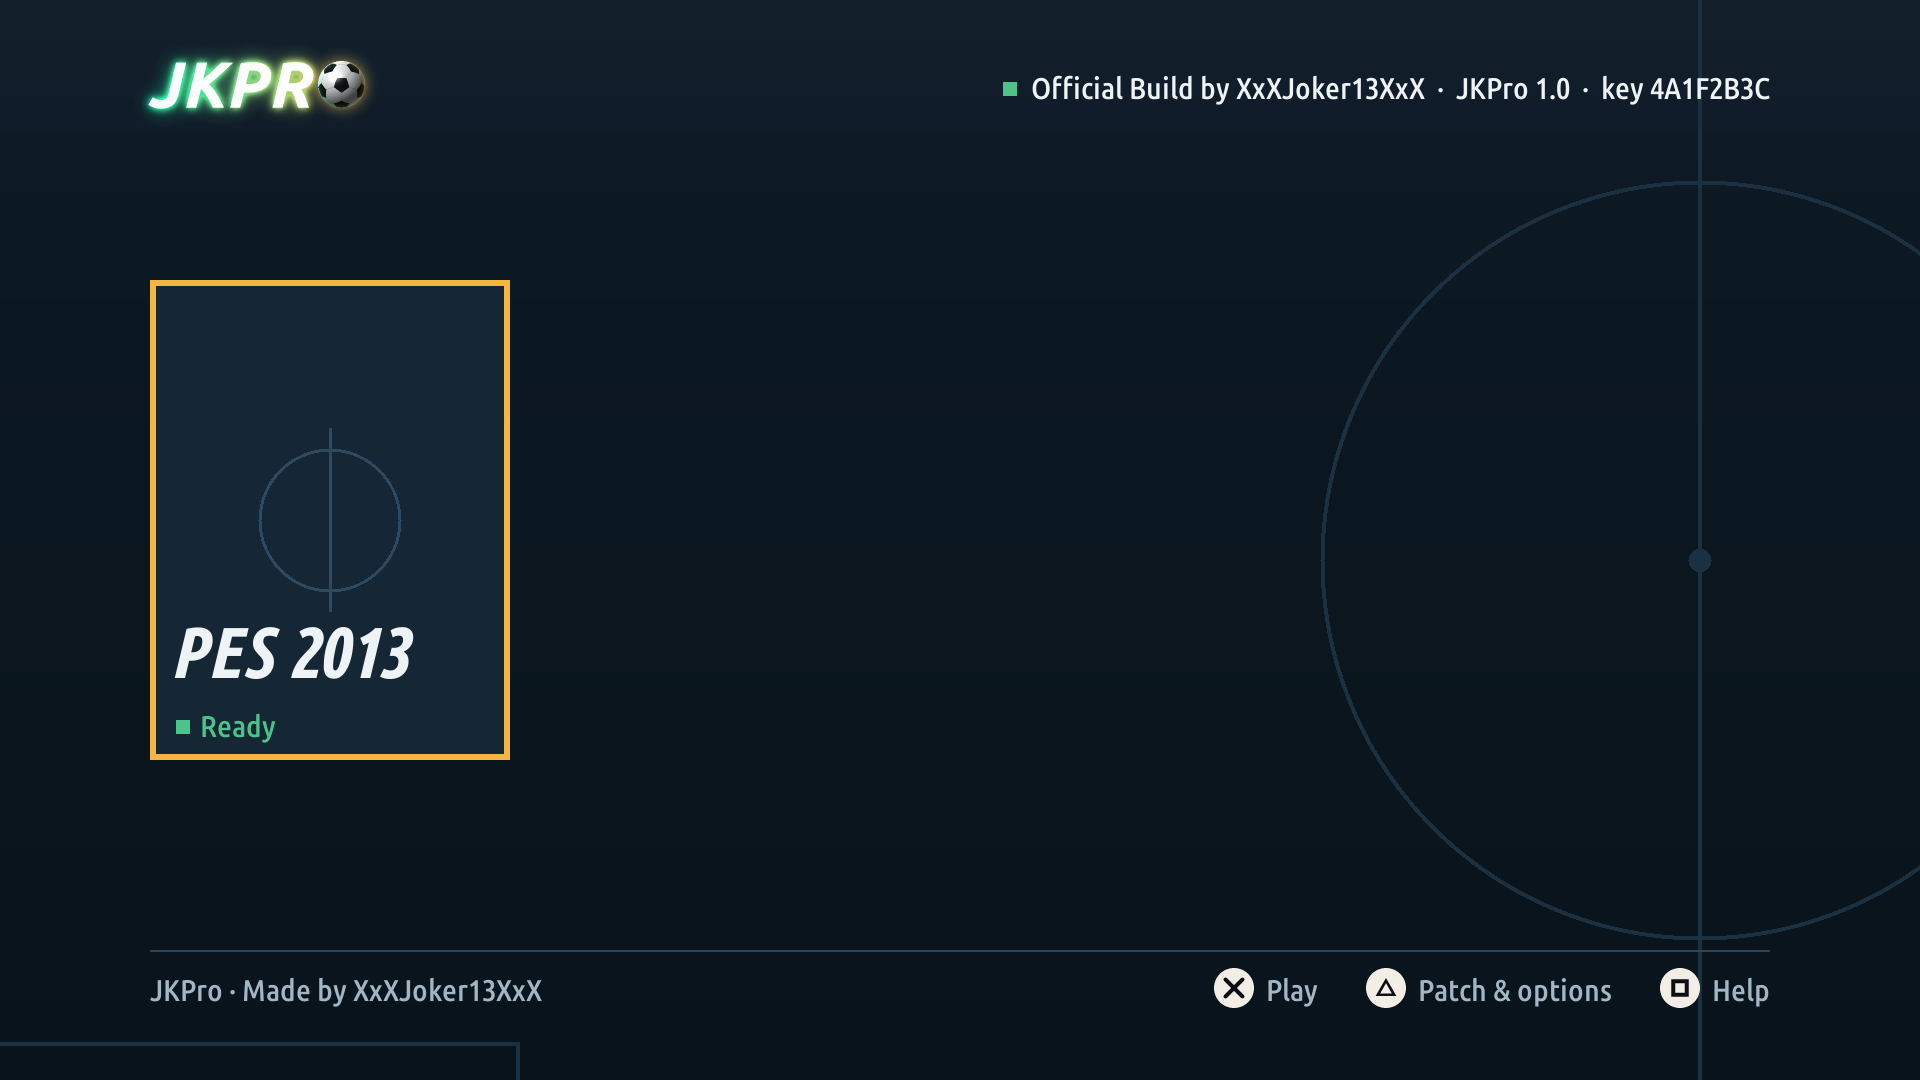 JKPRO
Official Build by XxXJoker13XxX · JKPro 1.0 · key 4A1F2B3C
PES 2013
Ready
JKPro · Made by XxXJoker13XxX
Play
Patch & options
Help